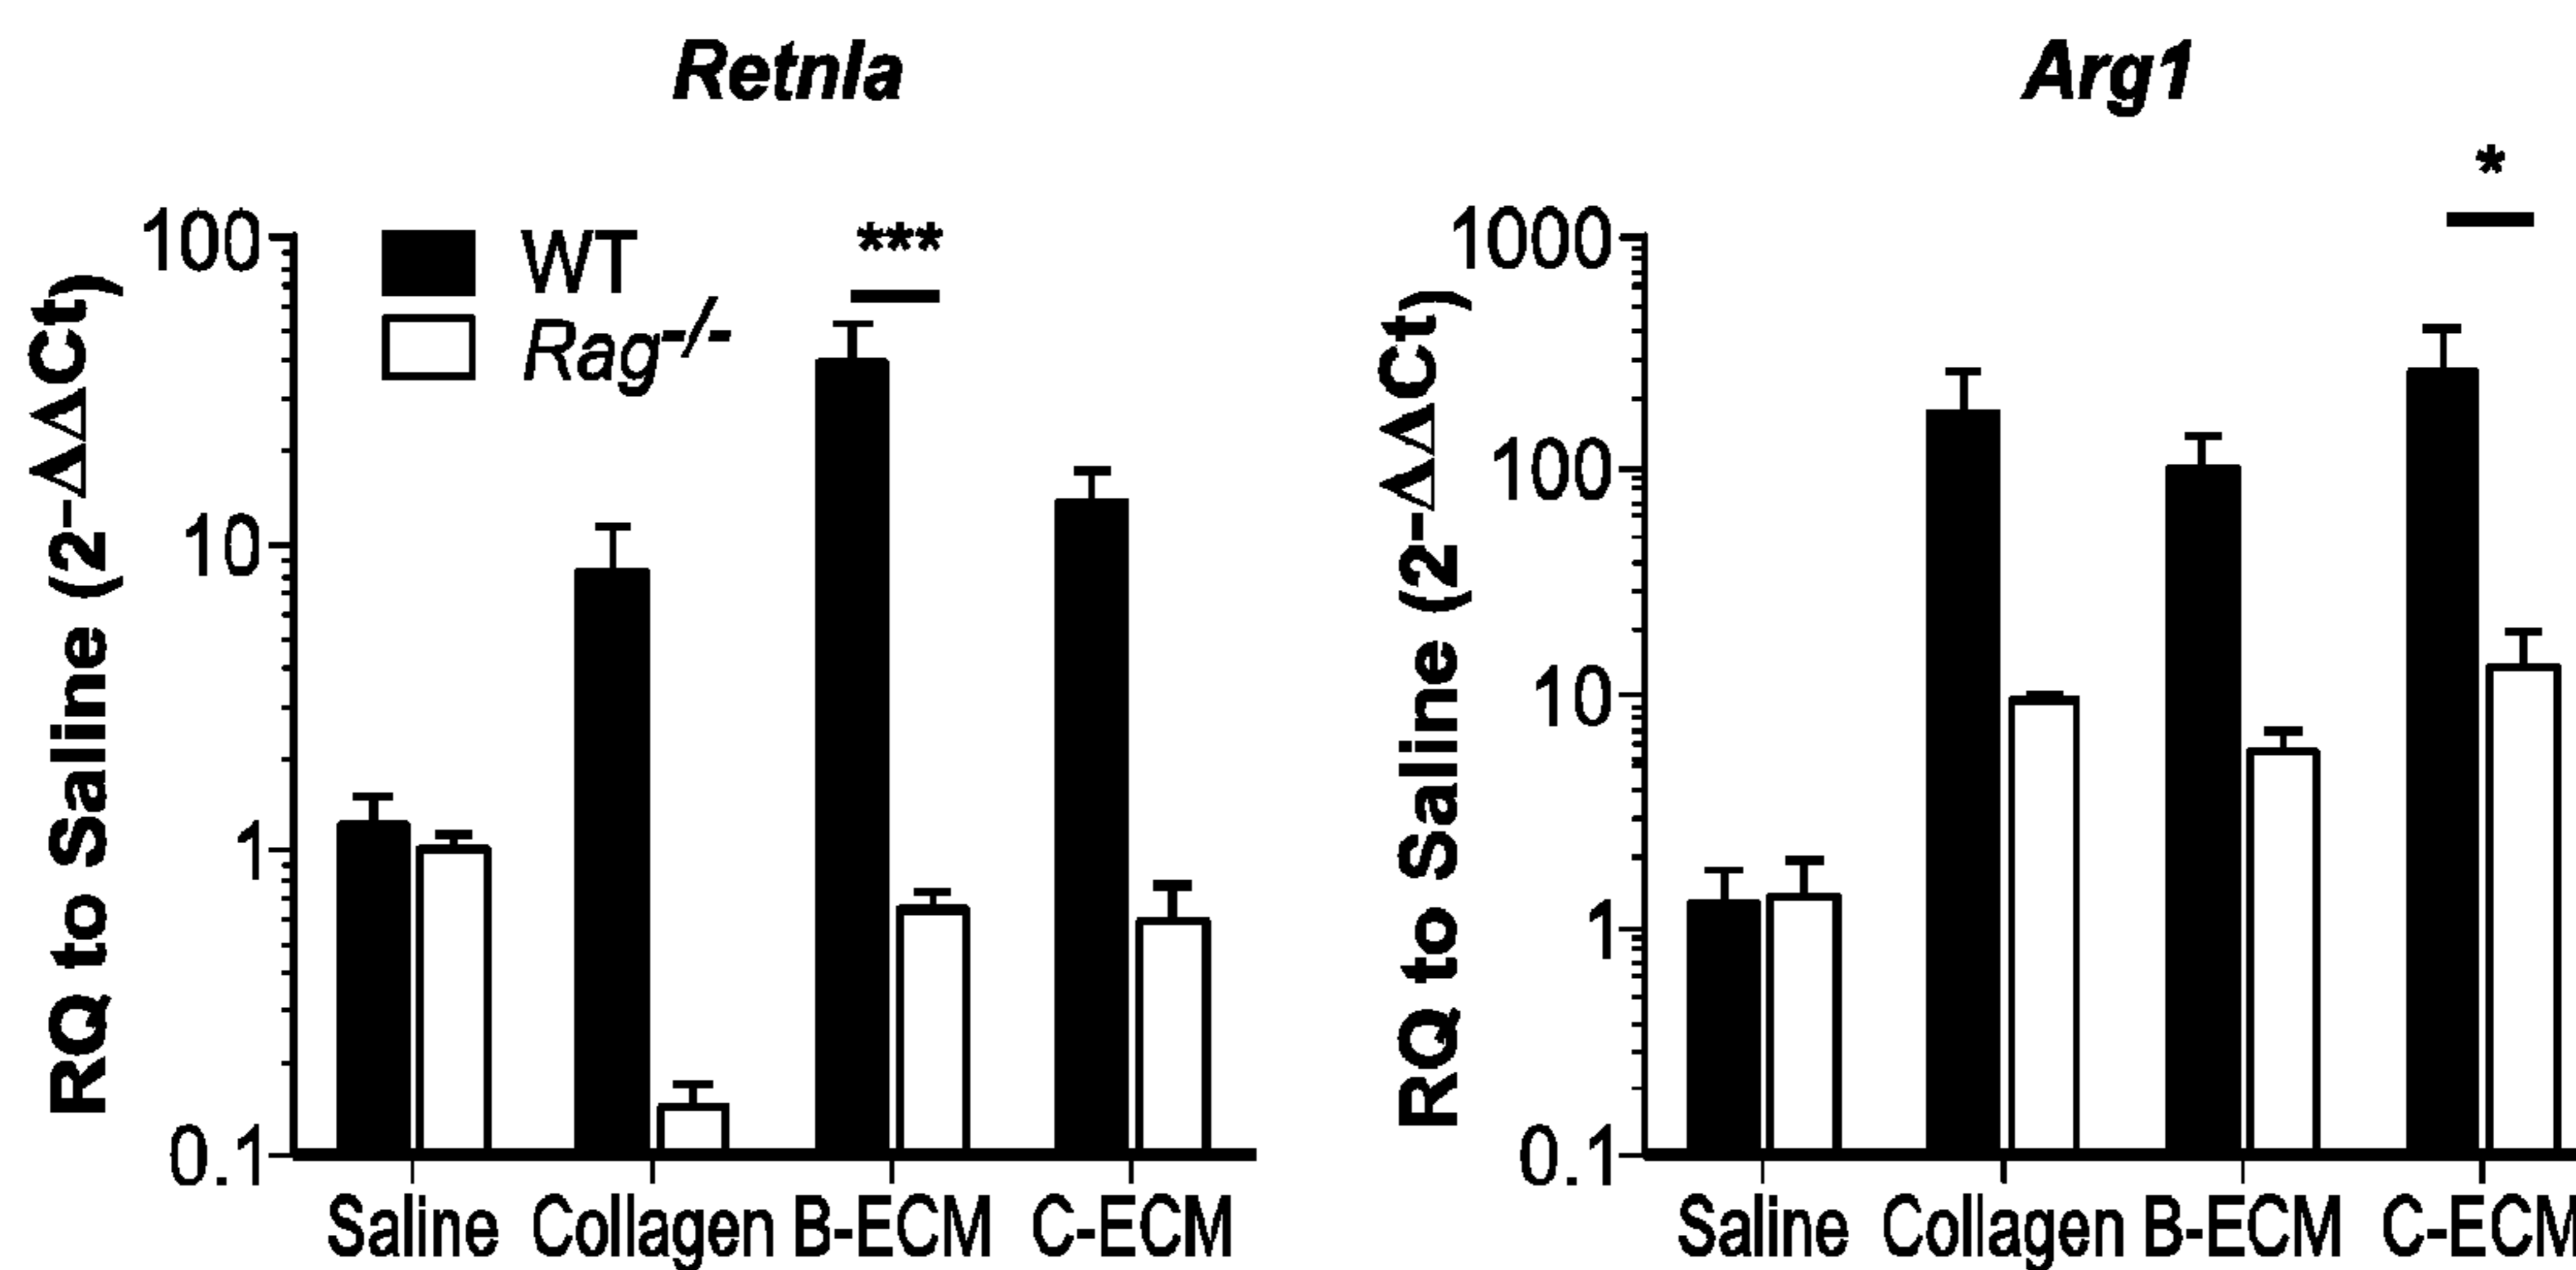 Retnla
RQ to Saline (2-ΔΔCt)
100
10
1
0.1
WT
Rag-/-
***
Saline Collagen B-ECM C-ECM
Arg1
RQ to Saline (2-ΔΔCt)
1000
100
10
1
0.1
*
Saline Collagen B-ECM C-ECM